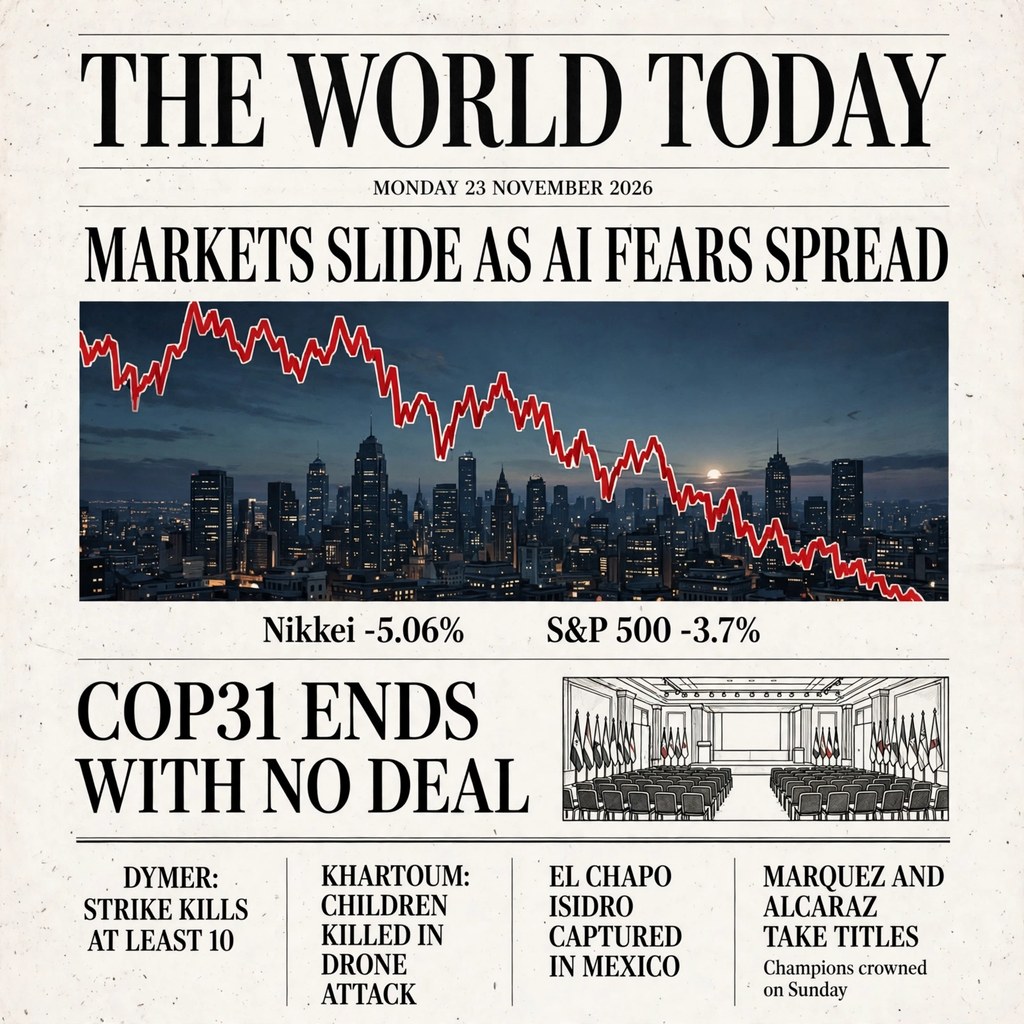 THE WORLD TODAY
MONDAY 23 NOVEMBER 2026
MARKETS SLIDE AS AI FEARS SPREAD
Nikkei -5.06%
S&P 500 -3.7%
COP31 ENDS
WITH NO DEAL
DYMER:
STRIKE KILLS
AT LEAST 10
KHARTOUM:
CHILDREN
KILLED IN
DRONE
ATTACK
EL CHAPO
ISIDRO
CAPTURED
IN MEXICO
MARQUEZ AND
ALCARAZ
TAKE TITLES
Champions crowned
on Sunday